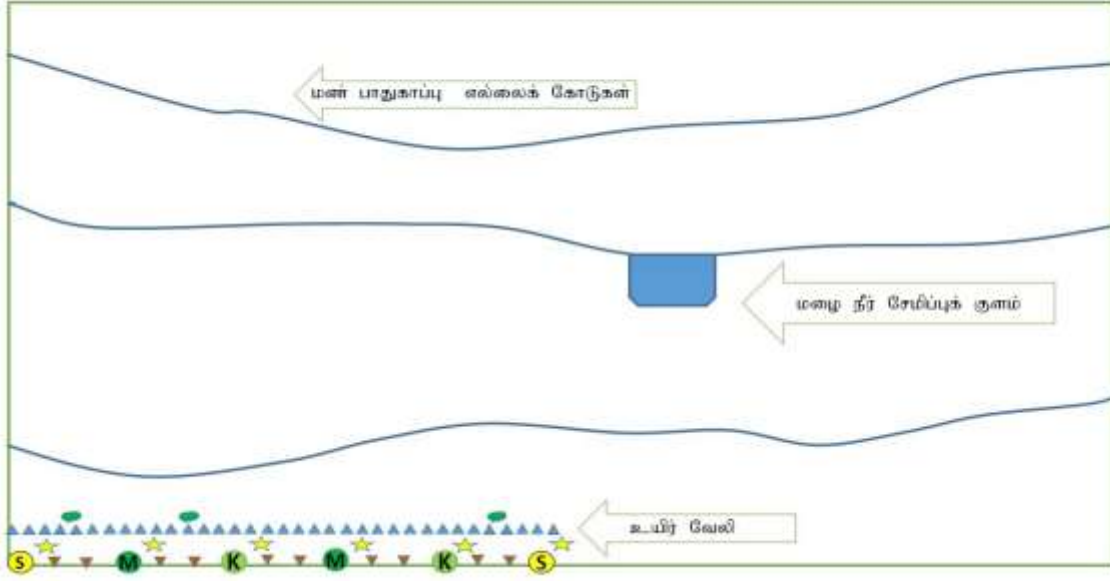 மண் பாதுகாப்பு எல்லைக் கோடுகள்
மழை நீர் சேமிப்புக் குளம்
உயிர் வேலி
S M K M K S